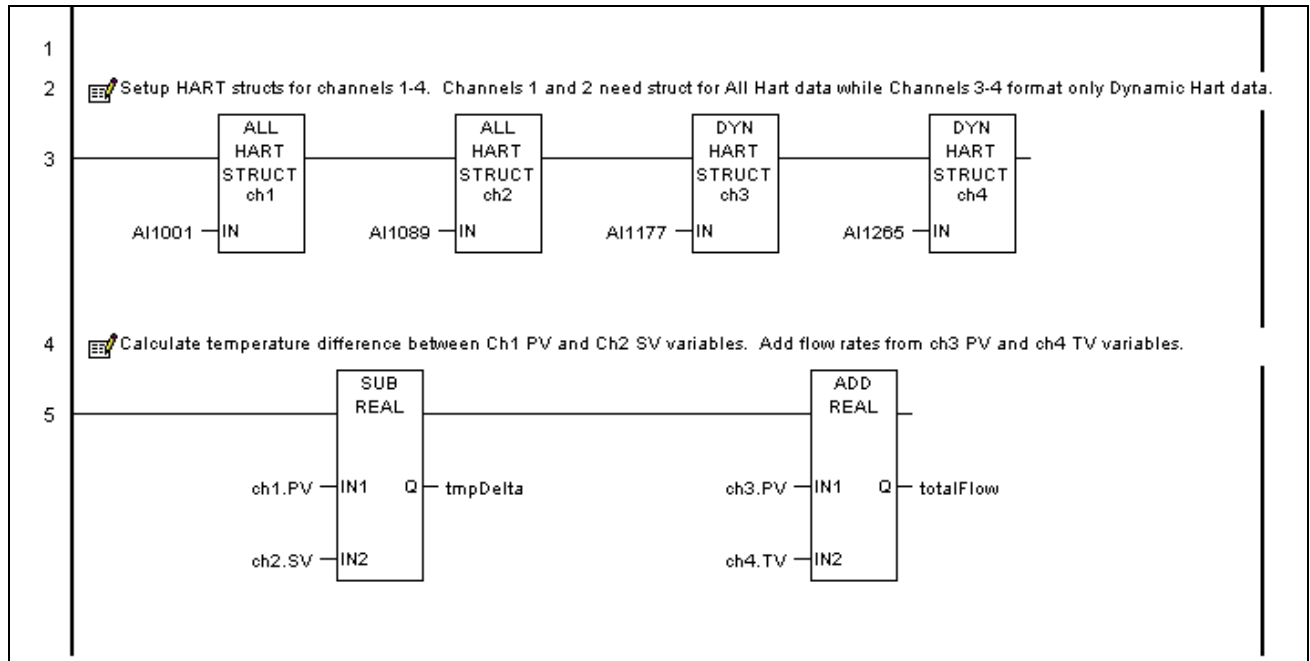 1
2 Setup HART structs for channels 1-4. Channels 1 and 2 need struct for All Hart data while Channels 3-4 format only Dynamic Hart data.
ALL ALL DYN DYN
3 HART HART HART HART
STRUCT STRUCT STRUCT STRUCT
ch1 ch2 ch3 ch4
AI1001 IN AI1089 IN AI1177 IN AI1265 IN
4 Calculate temperature difference between Ch1 PV and Ch2 SV variables. Add flow rates from ch3 PV and ch4 TV variables.
SUB ADD
5 REAL REAL
ch1.PV IN1 Q tmpDelta ch3.PV IN1 Q totalFlow
ch2.SV IN2 ch4.TV IN2